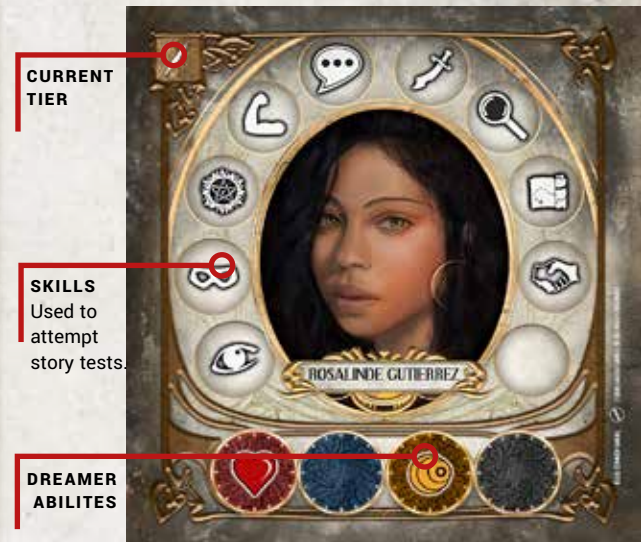 CURRENT
TIER
SKILLS
Used to
attempt
story tests.
ROSALINDE GUTIERREZ
DREAMER
ABILITES